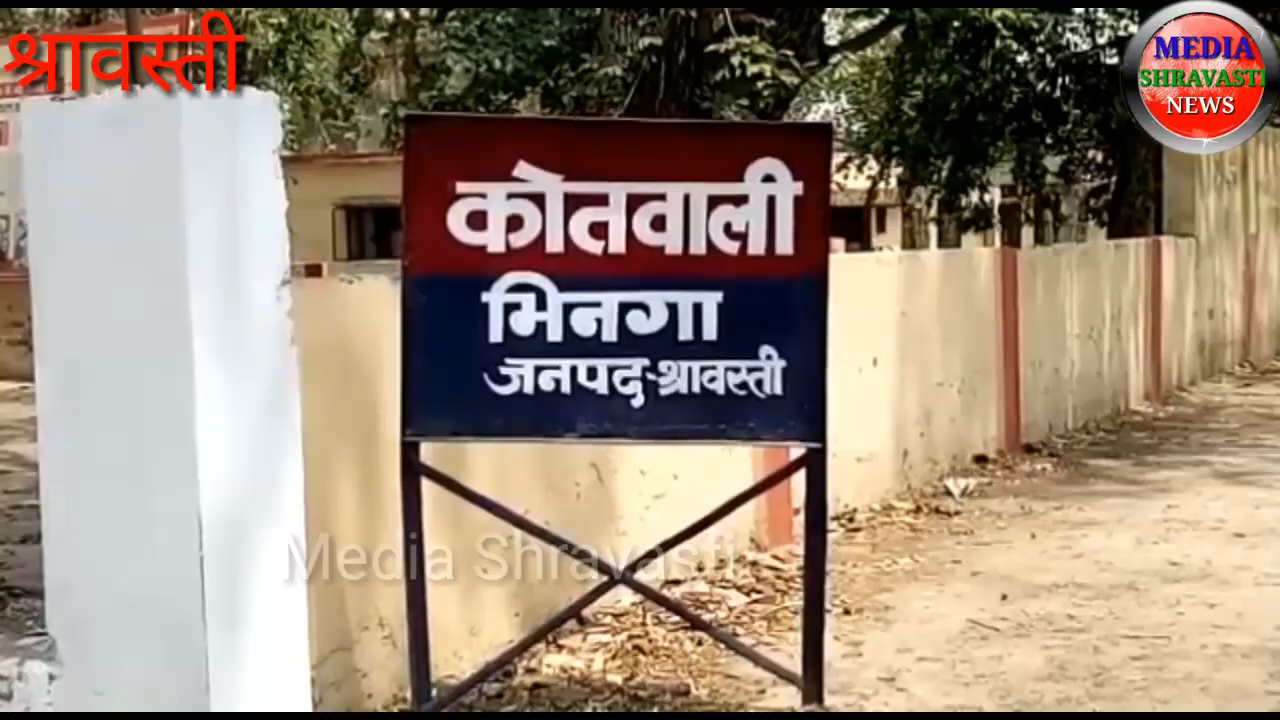 श्रावस्ती
MEDIA
SHRAVASTI
NEWS
कोतवाली
भिनगा
जनपद-श्रावस्ती
Media Shravasti